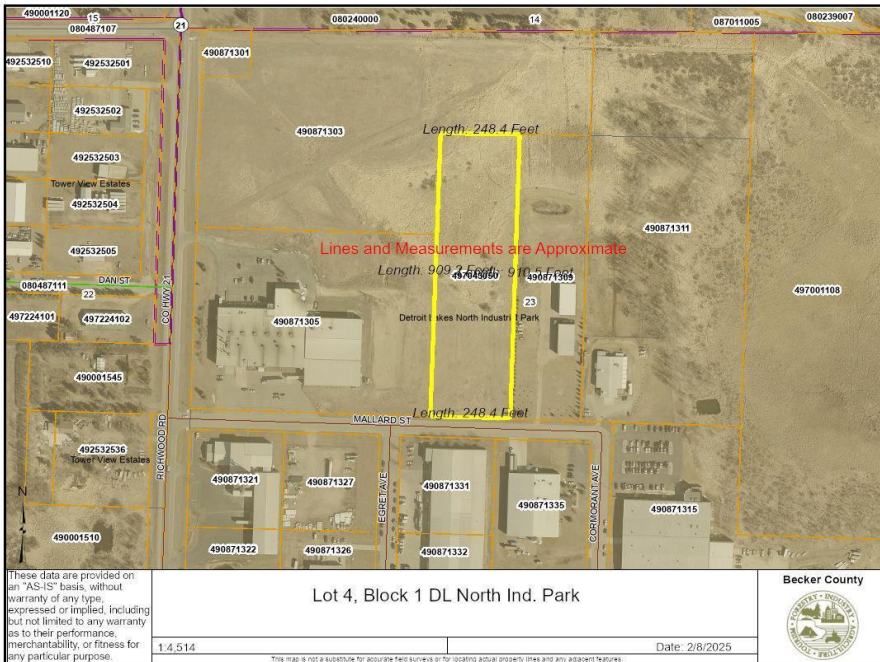 490001120
15
080487107
21
080240000
14
087011005
080239007
492532510
492532501
490871301
492532502
490871303
Length: 248.4 Feet
492532503
Tower View Estates
492532504
490871311
Lines and Measurements are Approximate
492532505
DAN ST
080487111
22
CO HWY 21
23
497001108
490871305
Detroit Lakes North Industrial Park
497224101
497224102
490001545
Length: 248.4 Feet
MALLARD ST
RICHWOOD RD
492532536
Tower View Estates
490871321
490871327
EGRET AVE
490871331
490871335
CORMORANT AVE
490871315
N
490001510
490871322
490871326
490871332
These data are provided on
an "AS-IS" basis, without
warranty of any type,
expressed or implied, including
but not limited to any warranty
as to their performance,
merchantability, or fitness for
any particular purpose.
Lot 4, Block 1 DL North Ind. Park
1:4,514
Date: 2/8/2025
This map is not a substitute for accurate field surveys or for locating actual property lines and any adjacent features.
Becker County
FORESTRY · INDUSTRY
AGRICULTURE · TOURISM